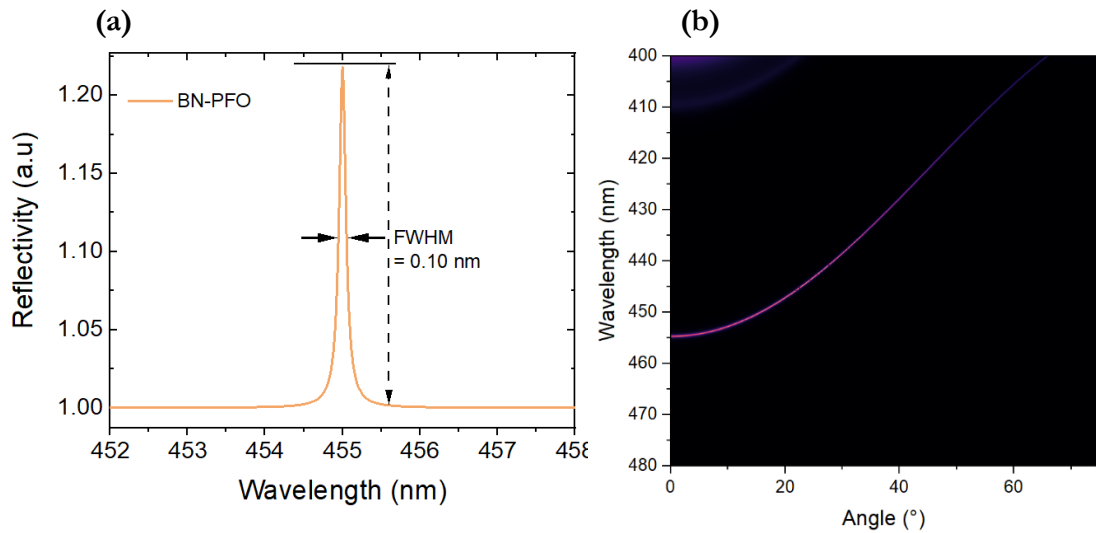 (a)
BN-PFO
FWHM
= 0.10 nm
Reflectivity (a.u)
1.20
1.15
1.10
1.05
1.00
452 453 454 455 456 457 458
Wavelength (nm)
(b)
Wavelength (nm)
400
410
420
430
440
450
460
470
480
0 20 40 60
Angle (°)